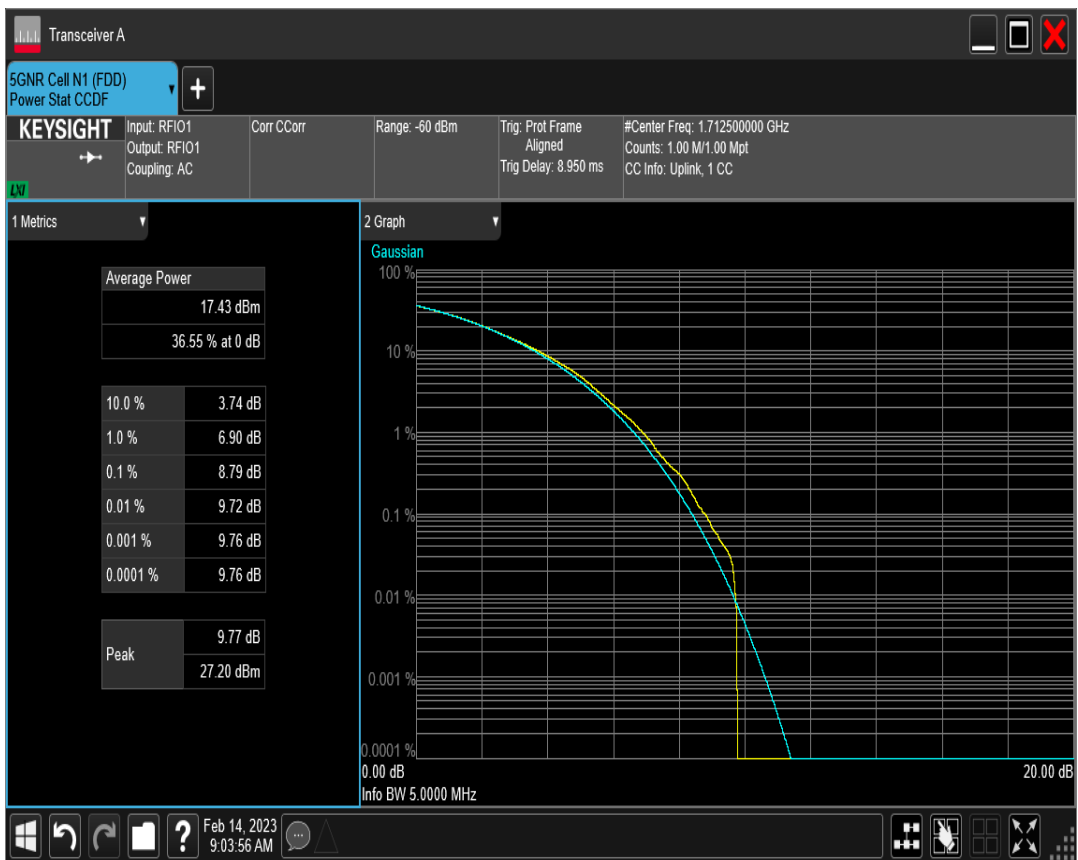 Transceiver A
5GNR Cell N1 (FDD)
Power Stat CCDF
KEYSIGHT
LXI
Input: RFIO1
Output: RFIO1
Coupling: AC
Corr CCorr
Range: -60 dBm
Trig: Prot Frame
Aligned
Trig Delay: 8.950 ms
#Center Freq: 1.712500000 GHz
Counts: 1.00 M/1.00 Mpt
CC Info: Uplink, 1 CC
1 Metrics
Average Power
17.43 dBm
36.55 % at 0 dB
10.0 % 3.74 dB
1.0 % 6.90 dB
0.1 % 8.79 dB
0.01 % 9.72 dB
0.001 % 9.76 dB
0.0001 % 9.76 dB
Peak
9.77 dB
27.20 dBm
2 Graph
Gaussian
100 %
10 %
1 %
0.1 %
0.01 %
0.001 %
0.0001 %
0.00 dB 20.00 dB
Info BW 5.0000 MHz
? Feb 14, 2023
9:03:56 AM